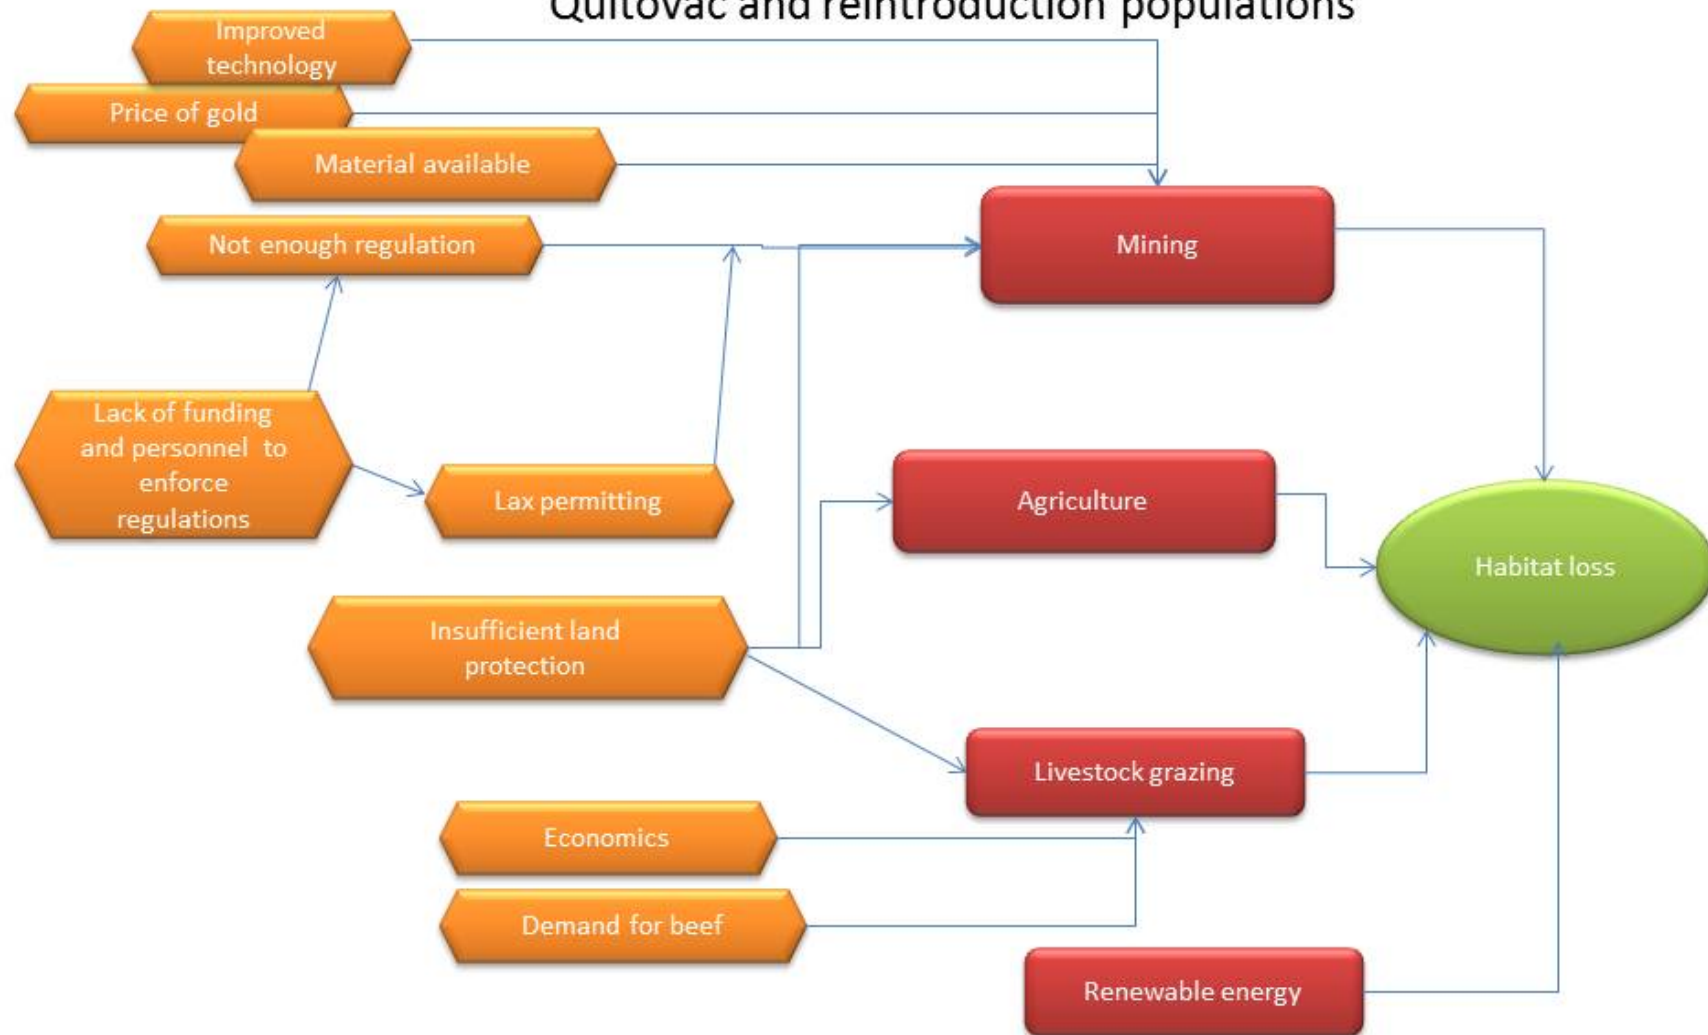 Quitovac and reintroduction populations
Improved
technology
Price of gold
Material available
Not enough regulation
Mining
Lack of funding
and personnel to
enforce
regulations
Lax permitting
Agriculture
Habitat loss
Insufficient land
protection
Livestock grazing
Economics
Demand for beef
Renewable energy